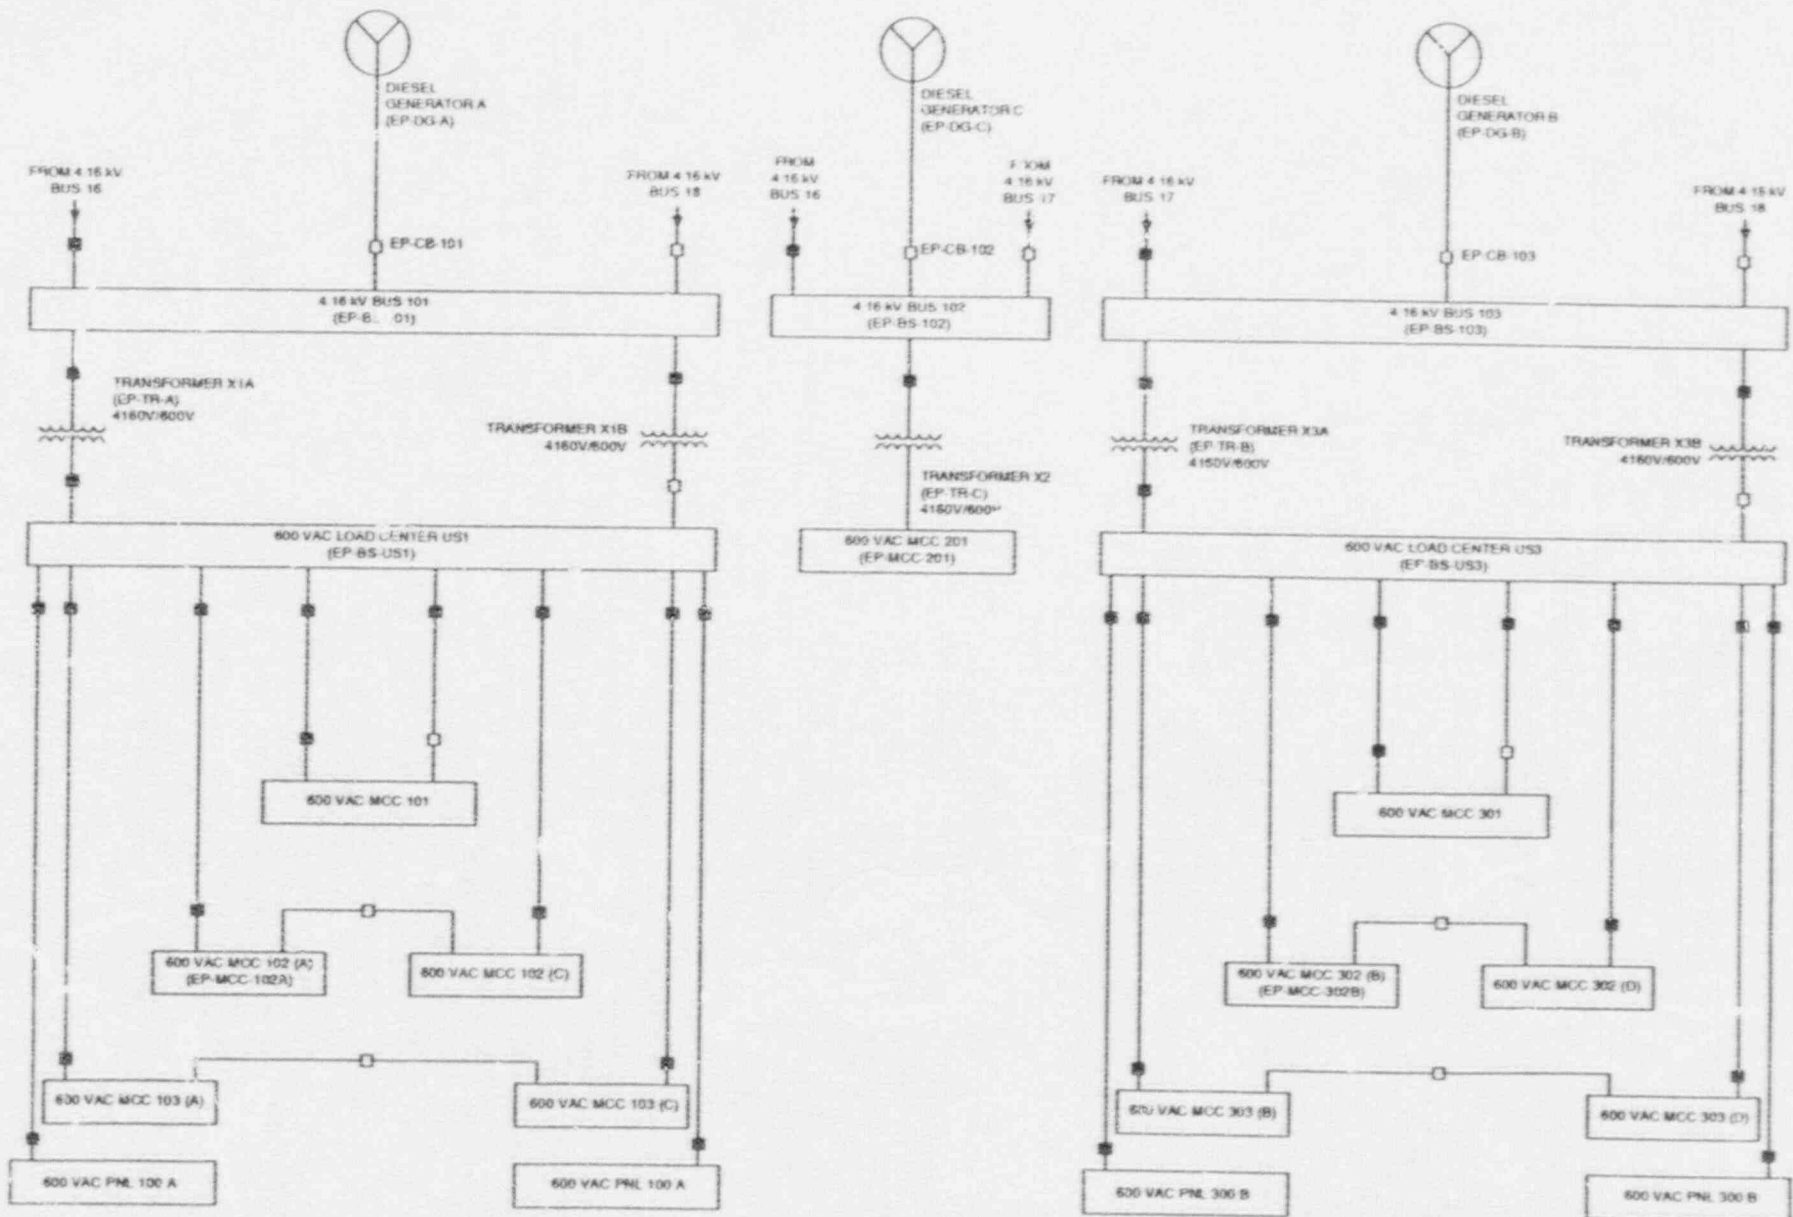 DIESEL
GENERATOR A
(EP-DG-A)
DIESEL
GENERATOR C
(EP-DG-C)
DIESEL
GENERATOR B
(EP-DG-B)
FROM 4.16 kV
BUS 16
FROM 4.16 kV
BUS 18
FROM
4.16 kV
BUS 16
4.16 kV
BUS 17
FROM 4.16 kV
BUS 17
FROM 4.16 kV
BUS 18
EP-CB-101
EP-CB-102
EP-CB-103
4.16 kV BUS 101
4.16 kV BUS 102
(EP-BS-102)
4.16 kV BUS 103
(EP-BS-103)
TRANSFORMER X1A
(EP-TR-A)
4160V/600V
TRANSFORMER X1B
4160V/600V
TRANSFORMER X2
(EP-TR-C)
4160V/600V
TRANSFORMER X3A
(EP-TR-B)
4160V/600V
TRANSFORMER X3B
4160V/600V
600 VAC LOAD CENTER US1
(EP-BS-US1)
600 VAC MCC 201
(EP-MCC-201)
600 VAC LOAD CENTER US3
(EP-BS-US3)
600 VAC MCC 101
600 VAC MCC 301
600 VAC MCC 102 (A)
(EP-MCC-102A)
600 VAC MCC 102 (C)
600 VAC MCC 302 (B)
(EP-MCC-302B)
600 VAC MCC 302 (D)
600 VAC MCC 103 (A)
600 VAC MCC 103 (C)
600 VAC MCC 303 (B)
600 VAC MCC 303 (D)
600 VAC PNL 100 A
600 VAC PNL 100 A
600 VAC PNL 300 B
600 VAC PNL 300 B